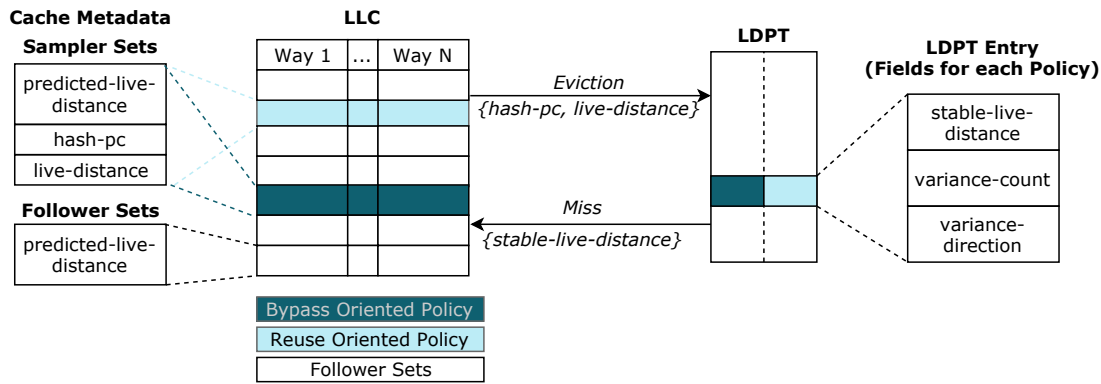 Cache Metadata
Sampler Sets
predicted-live-
distance
hash-pc
live-distance
Follower Sets
predicted-live-
distance
LLC
Way 1
...
Way N
Bypass Oriented Policy
Reuse Oriented Policy
Follower Sets
Eviction
{hash-pc, live-distance}
Miss
{stable-live-distance}
LDPT
LDPT Entry
(Fields for each Policy)
stable-live-
distance
variance-count
variance-
direction